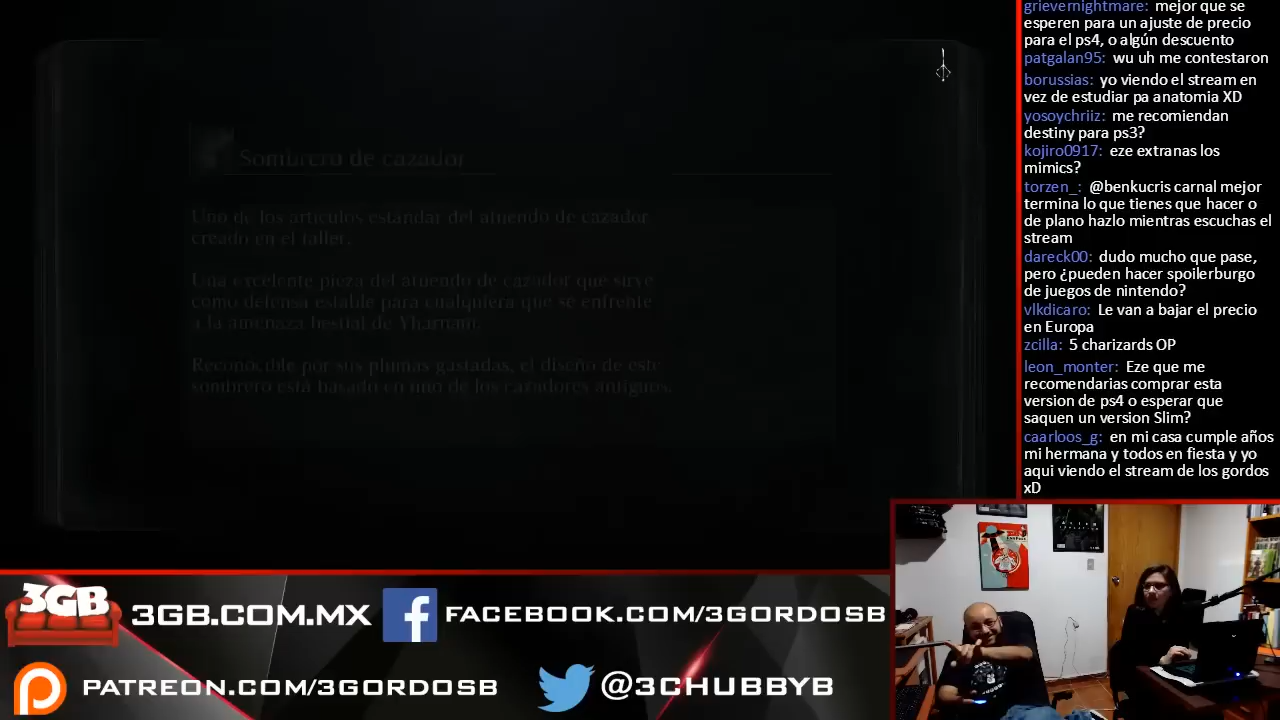 Sombrero de cazador
Uno de los artículos estándar del atuendo de cazador
creado en el taller.
Una excelente pieza del atuendo de cazador que sirve
como defensa estable para cualquiera que se enfrente
a la amenaza bestial de Yharnam.
Reconocible por sus plumas gastadas, el diseño de este
sombrero está basado en uno de los cazadores antiguos.
grievernightmare: mejor que se
esperen para un ajuste de precio
para el ps4, o algún descuento
patgalan95: wu uh me contestaron
borussias: yo viendo el stream en
vez de estudiar pa anatomia XD
yosoychriiz: me recomiendan
destiny para ps3?
kojiro0917: eze extranas los
mimics?
torzen_: @benkucris carnal mejor
termina lo que tienes que hacer o
de plano hazlo mientras escuchas el
stream
dareck00: dudo mucho que pase,
pero ¿pueden hacer spoilerburgo
de juegos de nintendo?
vlkdicaro: Le van a bajar el precio
en Europa
zcilla: 5 charizards OP
leon_monter: Eze que me
recomendarias comprar esta
version de ps4 o esperar que
saquen un version Slim?
caarloos_g: en mi casa cumple años
mi hermana y todos en fiesta y yo
aqui viendo el stream de los gordos
xD
3GB
3GB.COM.MX
FACEBOOK.COM/3GORDOSB
PATREON.COM/3GORDOSB
@3CHUBBYB